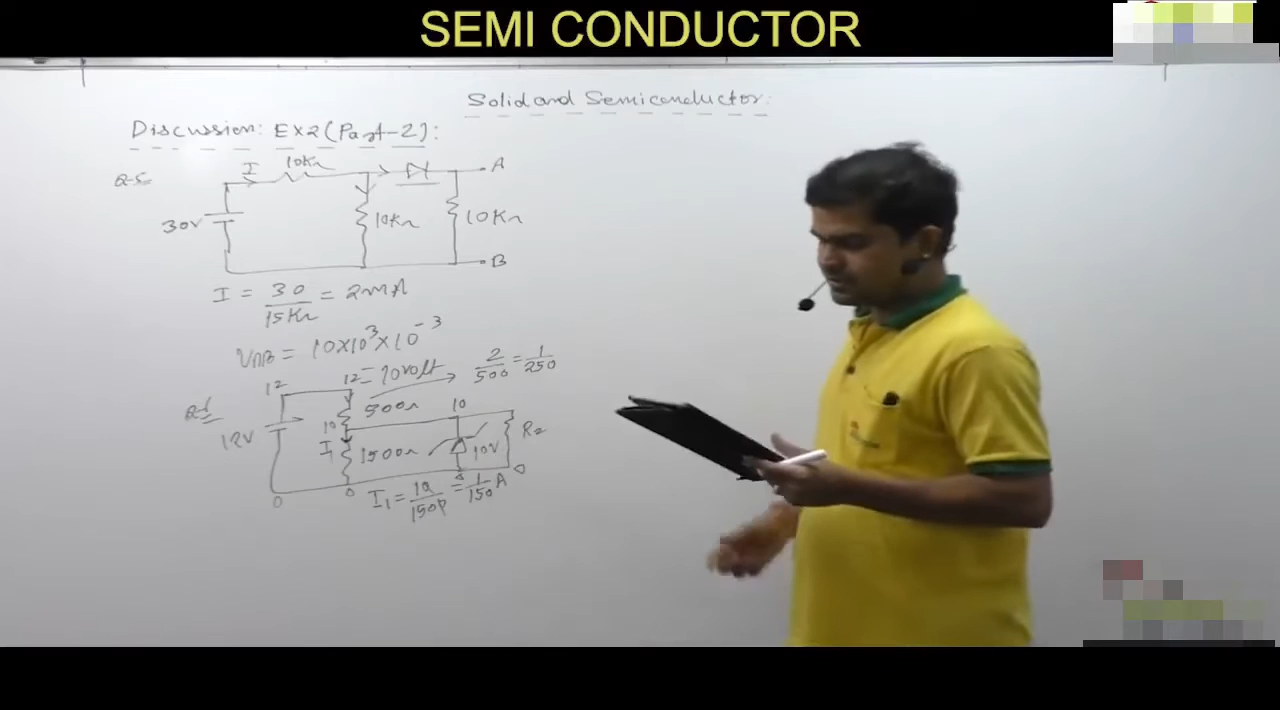 SEMI CONDUCTOR
Solid and Semiconductor:
Discussion: EX2(Part-2):
Q-5
I
10KΩ
A
30V
10KΩ
10KΩ
B
I = 30/15KΩ = 2mA
VAB = 10×10³×10⁻³
= 10volt
2/500 = 1/250
12
12
500Ω
10
10
12V
I₁
1500Ω
10V
R2
0
0
0
I₁ = 10/1500 = 1/150 A